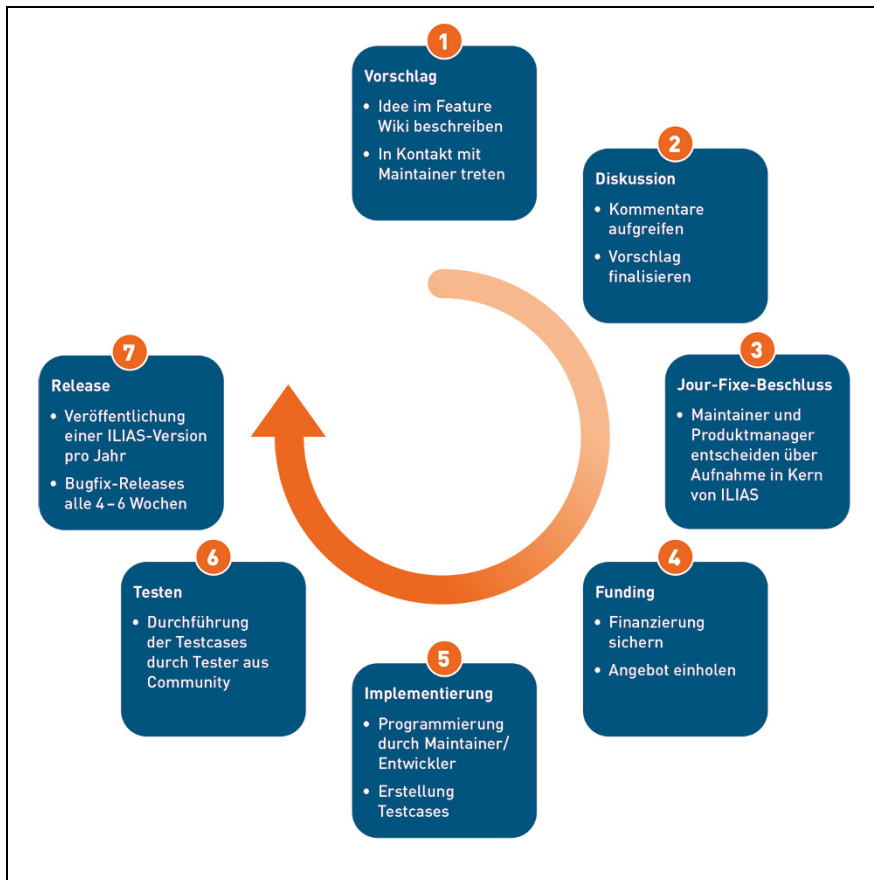 1
Vorschlag
• Idee im Feature
Wiki beschreiben
• In Kontakt mit
Maintainer treten
2
Diskussion
• Kommentare
aufgreifen
• Vorschlag
finalisieren
3
Jour-Fixe-Beschluss
• Maintainer und
Produktmanager
entscheiden über
Aufnahme in Kern
von ILIAS
4
Funding
• Finanzierung
sichern
• Angebot einholen
5
Implementierung
• Programmierung
durch Maintainer/
Entwickler
• Erstellung
Testcases
6
Testen
• Durchführung
der Testcases
durch Tester aus
Community
7
Release
• Veröffentlichung
einer ILIAS-Version
pro Jahr
• Bugfix-Releases
alle 4 – 6 Wochen